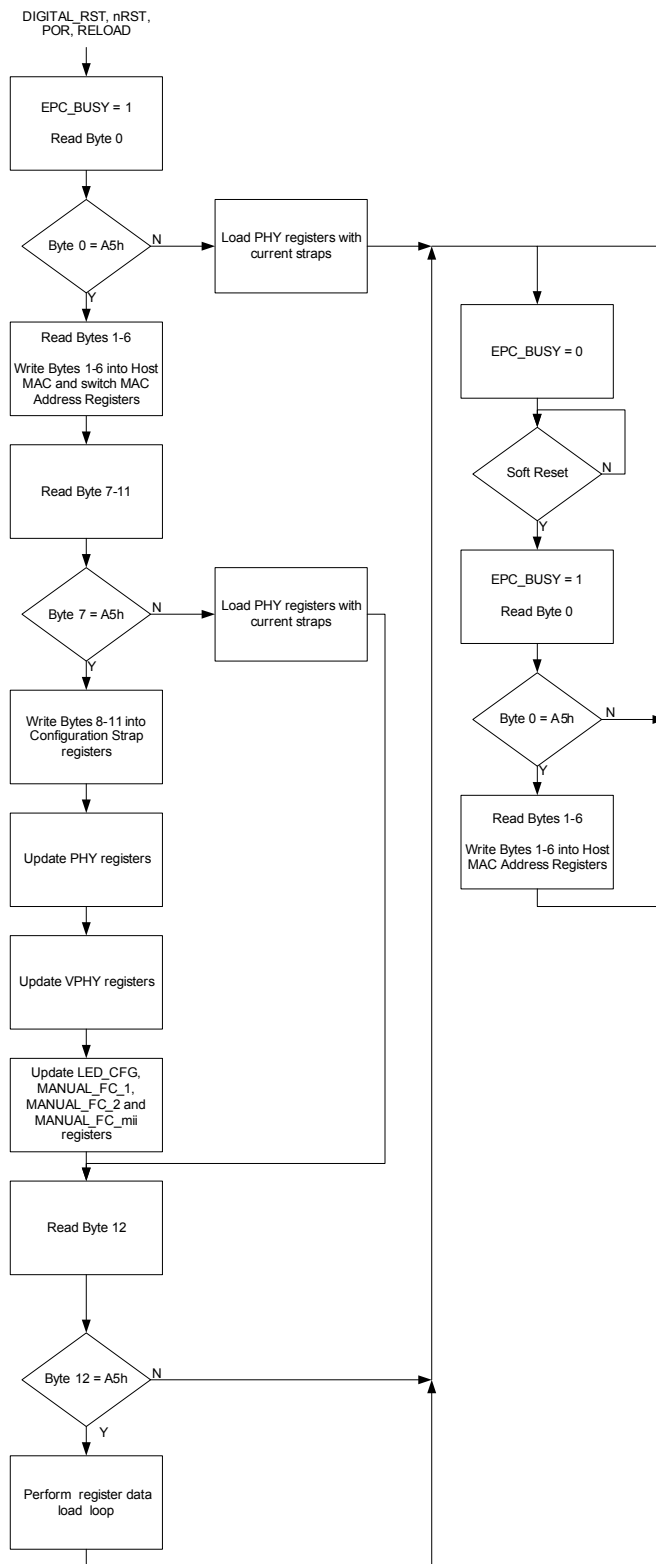 DIGITAL_RST, nRST,
POR, RELOAD
EPC_BUSY = 1
Read Byte 0
Byte 0 = A5h
N
Y
Load PHY registers with
current straps
Read Bytes 1-6
Write Bytes 1-6 into Host
MAC and switch MAC
Address Registers
Read Byte 7-11
Byte 7 = A5h
N
Y
Load PHY registers with
current straps
Write Bytes 8-11 into
Configuration Strap
registers
Update PHY registers
Update VPHY registers
Update LED_CFG,
MANUAL_FC_1,
MANUAL_FC_2 and
MANUAL_FC_mii
registers
Read Byte 12
Byte 12 = A5h
N
Y
Perform register data
load loop
EPC_BUSY = 0
Soft Reset
N
Y
EPC_BUSY = 1
Read Byte 0
Byte 0 = A5h
N
Y
Read Bytes 1-6
Write Bytes 1-6 into Host
MAC Address Registers